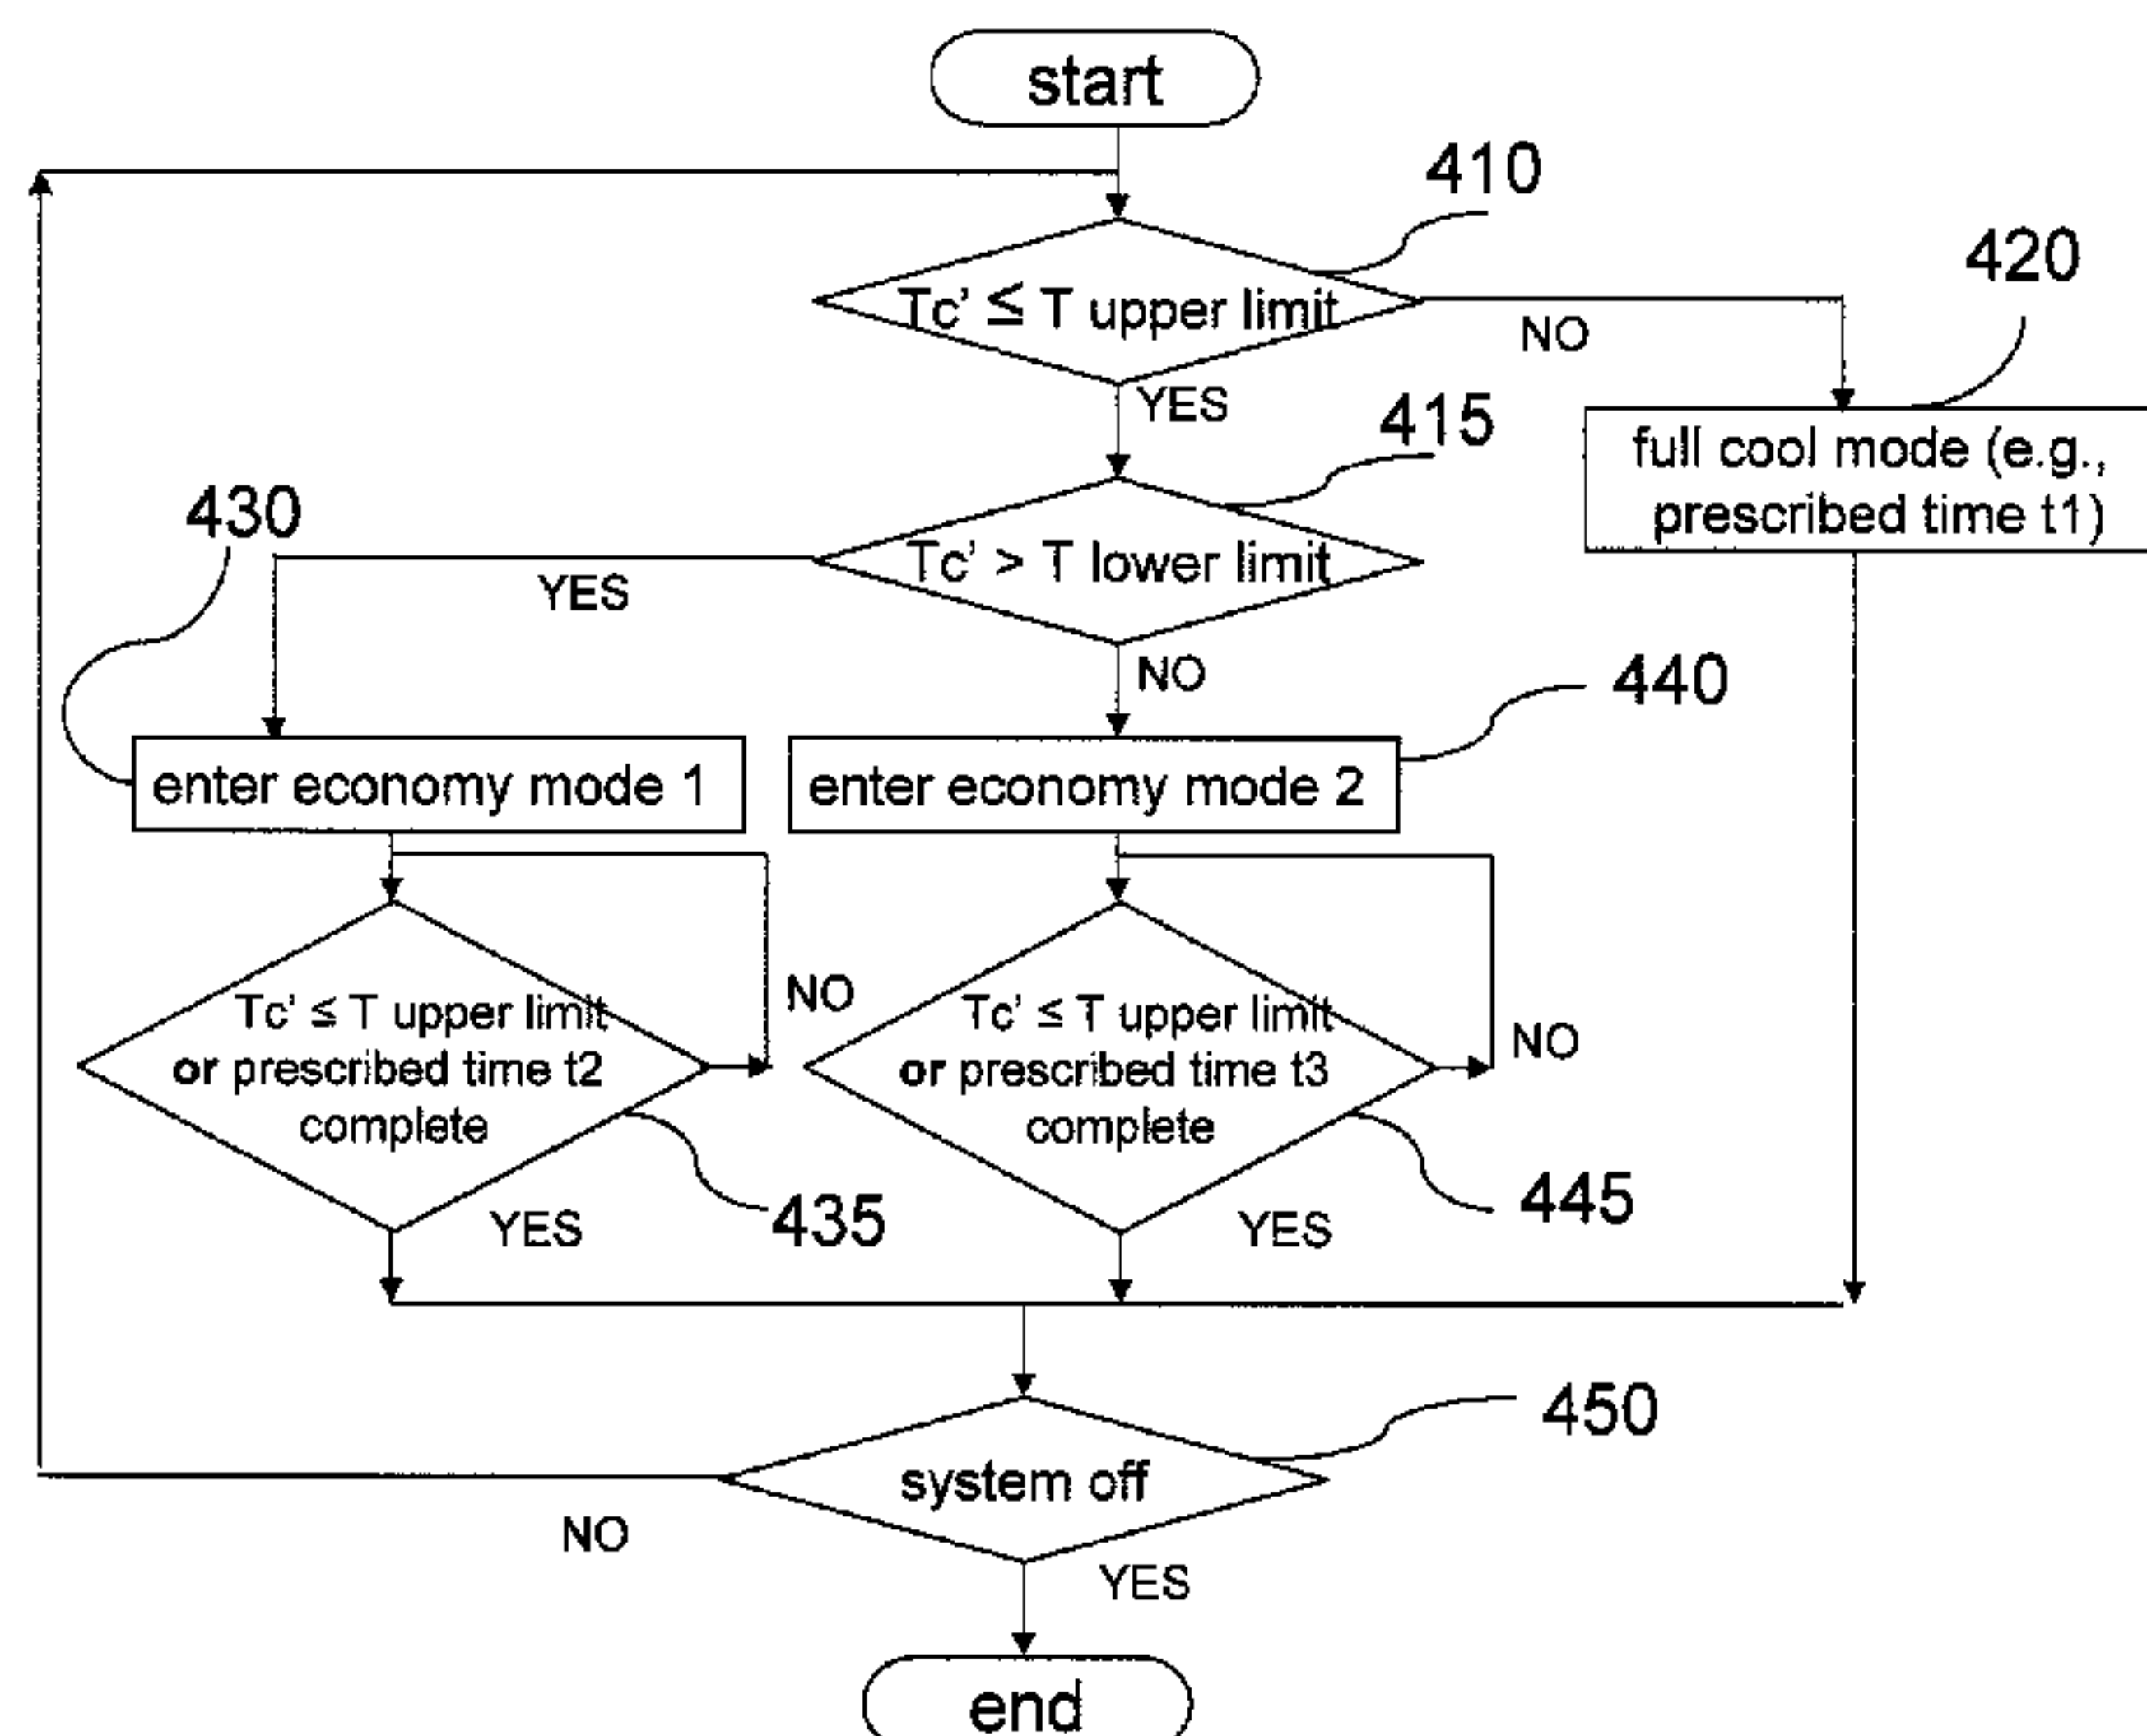 start
410
Tc' ≤ T upper limit
NO
420
YES
415
full cool mode (e.g.,
prescribed time t1)
430
Tc' > T lower limit
YES
NO
440
enter economy mode 1
enter economy mode 2
Tc' ≤ T upper limit
or prescribed time t2
complete
NO
Tc' ≤ T upper limit
or prescribed time t3
complete
NO
YES
435
YES
445
450
system off
NO
YES
end